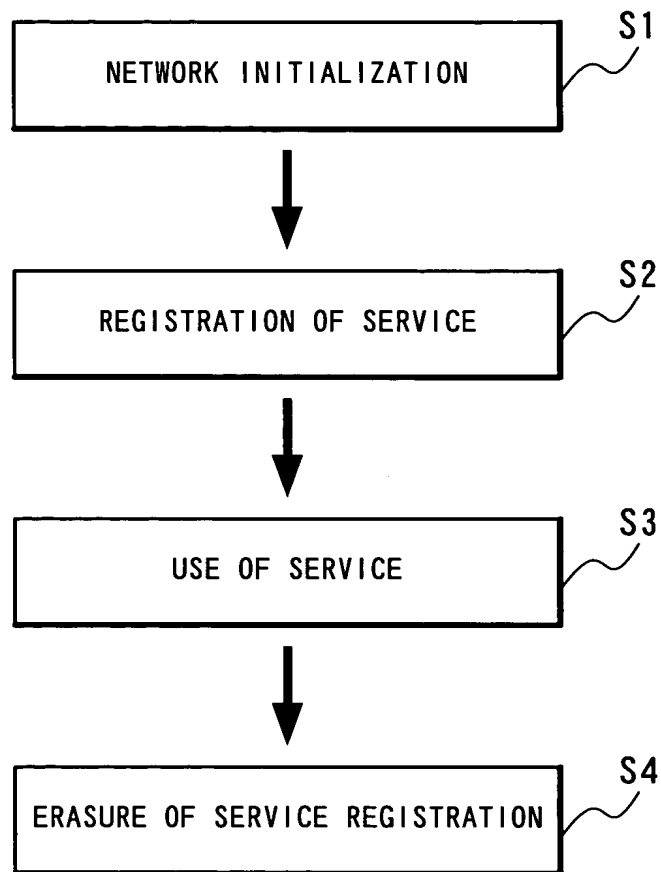 S1
NETWORK INITIALIZATION
S2
REGISTRATION OF SERVICE
S3
USE OF SERVICE
S4
ERASURE OF SERVICE REGISTRATION